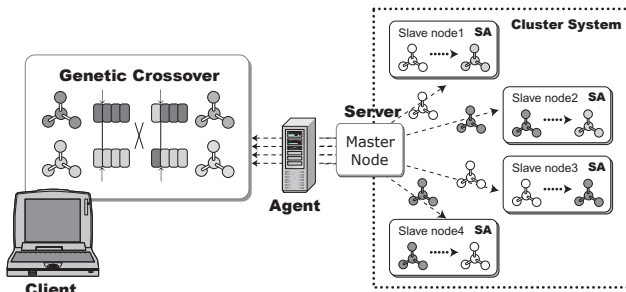 Cluster System
Slave node1 SA
Genetic Crossover
Slave node2 SA
Server
Master
Node
Slave node3 SA
Agent
Slave node4 SA
Client